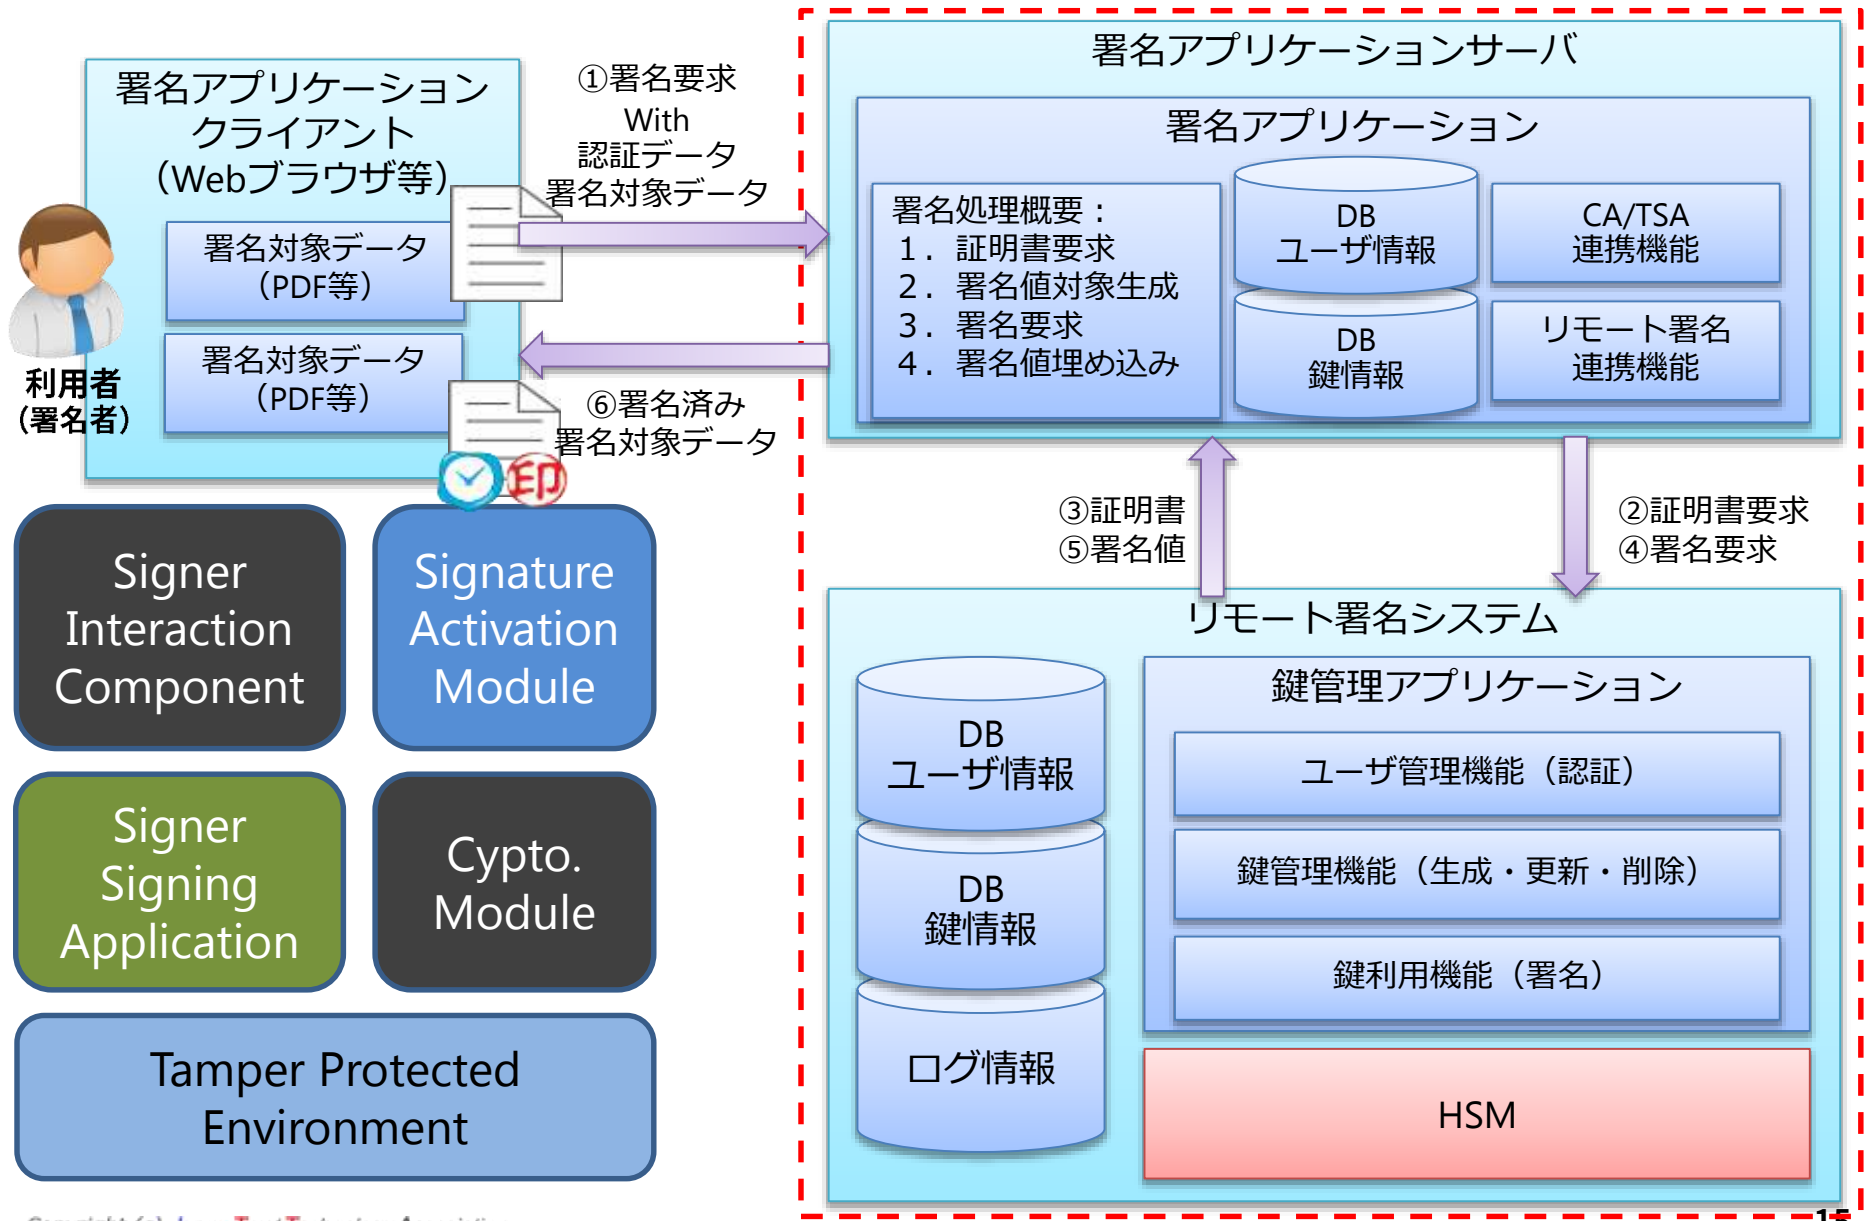 署名アプリケーション
クライアント
（Webブラウザ等）
署名対象データ
（PDF等）
署名対象データ
（PDF等）
利用者
（署名者）
①署名要求
With
認証データ
署名対象データ
⑥署名済み
署名対象データ
印
署名アプリケーションサーバ
署名アプリケーション
署名処理概要：
１．証明書要求
２．署名値対象生成
３．署名要求
４．署名値埋め込み
DB
ユーザ情報
DB
鍵情報
CA/TSA
連携機能
リモート署名
連携機能
③証明書
⑤署名値
②証明書要求
④署名要求
リモート署名システム
DB
ユーザ情報
DB
鍵情報
ログ情報
鍵管理アプリケーション
ユーザ管理機能（認証）
鍵管理機能（生成・更新・削除）
鍵利用機能（署名）
HSM
Signer
Interaction
Component
Signature
Activation
Module
Signer
Signing
Application
Cypto.
Module
Tamper Protected
Environment
15